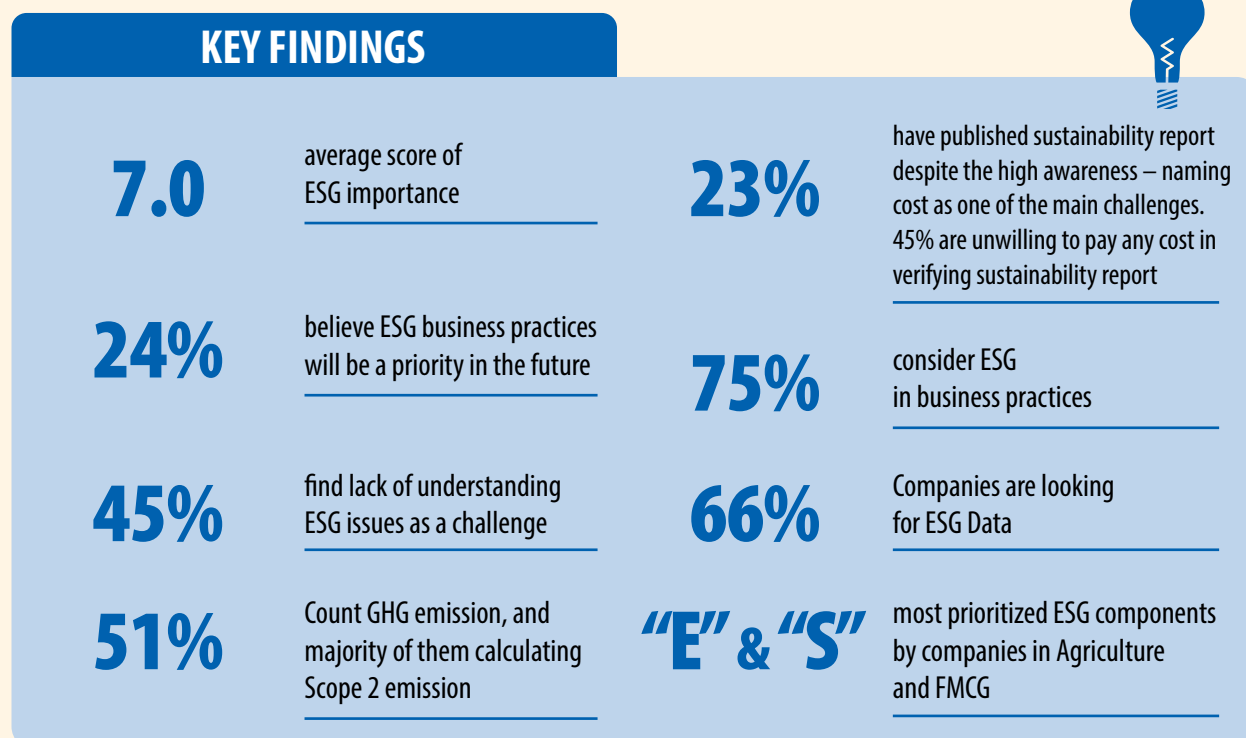 KEY FINDINGS
7.0
average score of
ESG importance
24%
believe ESG business practices
will be a priority in the future
45%
find lack of understanding
ESG issues as a challenge
51%
Count GHG emission, and
majority of them calculating
Scope 2 emission
23%
have published sustainability report
despite the high awareness – naming
cost as one of the main challenges.
45% are unwilling to pay any cost in
verifying sustainability report
75%
consider ESG
in business practices
66%
Companies are looking
for ESG Data
“E” & “S”
most prioritized ESG components
by companies in Agriculture
and FMCG